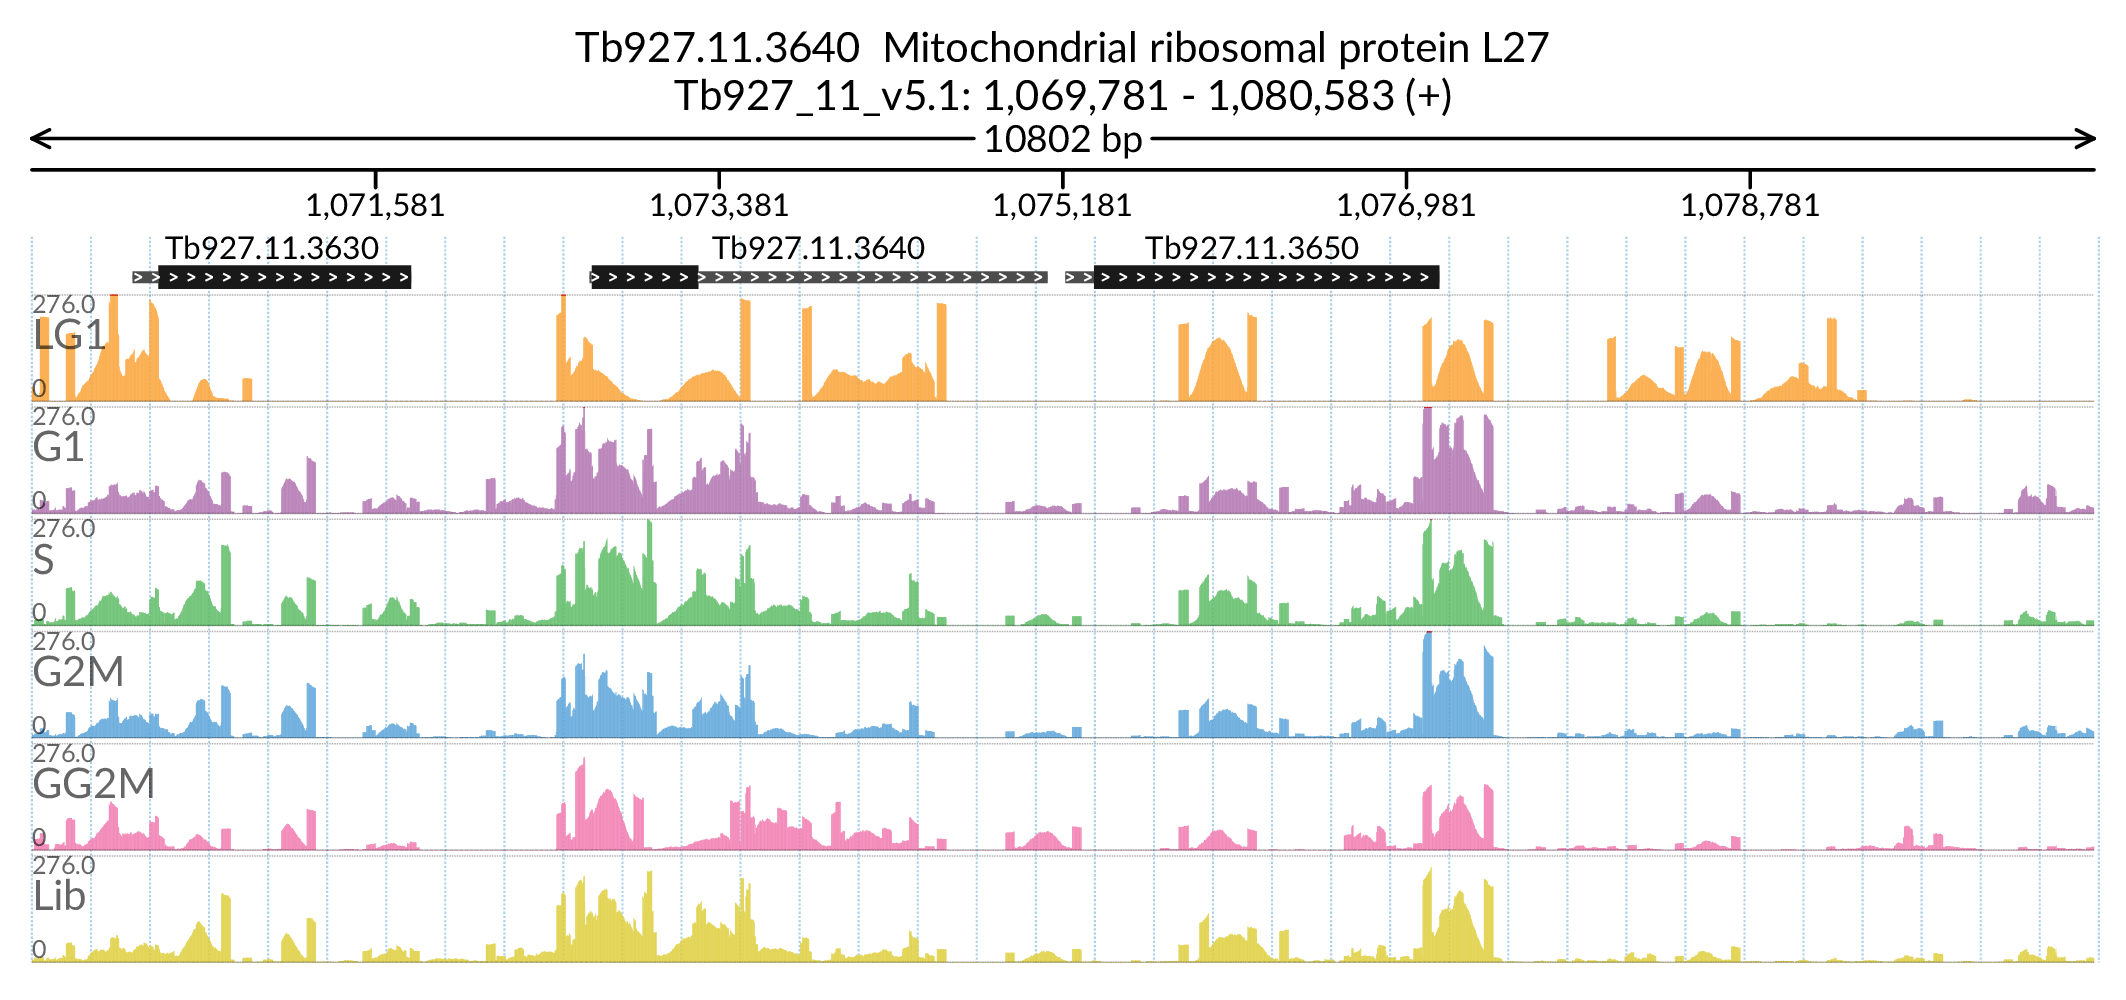 Tb927.11.3640  Mitochondrial ribosomal protein L27
Tb927_11_v5.1: 1,069,781 - 1,080,583 (+)
10802 bp
1,071,581 1,073,381 1,075,181 1,076,981 1,078,781
Tb927.11.3630 Tb927.11.3640 Tb927.11.3650
276.0
LG1
0
276.0
G1
0
276.0
S
0
276.0
G2M
0
276.0
GG2M
0
276.0
Lib
0